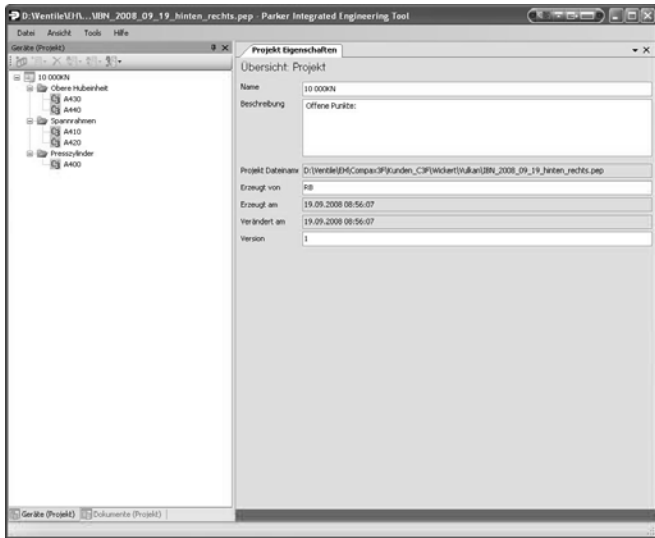 D:\Ventile\EH\...\IBN_2008_09_19_hinten_rechts.pep - Parker Integrated Engineering Tool
Datei Ansicht Tools Hilfe
Geräte (Projekt)
10 000KN
Obere Hubeinheit
A430
A440
Spannrahmen
A410
A420
Presszylinder
A400
Geräte (Projekt) Dokumente (Projekt)
Projekt Eigenschaften
Übersicht: Projekt
Name 10 000KN
Beschreibung Offene Punkte:
Projekt Dateiname D:\Ventile\EH\Compax3F\Kunden_C3F\Wickert\Vulkan\IBN_2008_09_19_hinten_rechts.pep
Erzeugt von RB
Erzeugt am 19.09.2008 08:56:07
Verändert am 19.09.2008 08:56:07
Version 1